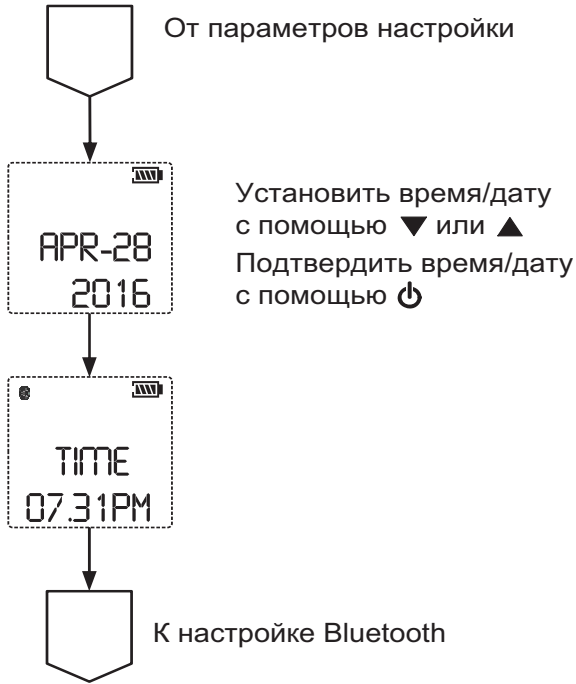 От параметров настройки
Установить время/дату
с помощью ▼ или ▲
Подтвердить время/дату
с помощью ⏻
APR-28
2016
TIME
07.31PM
К настройке Bluetooth